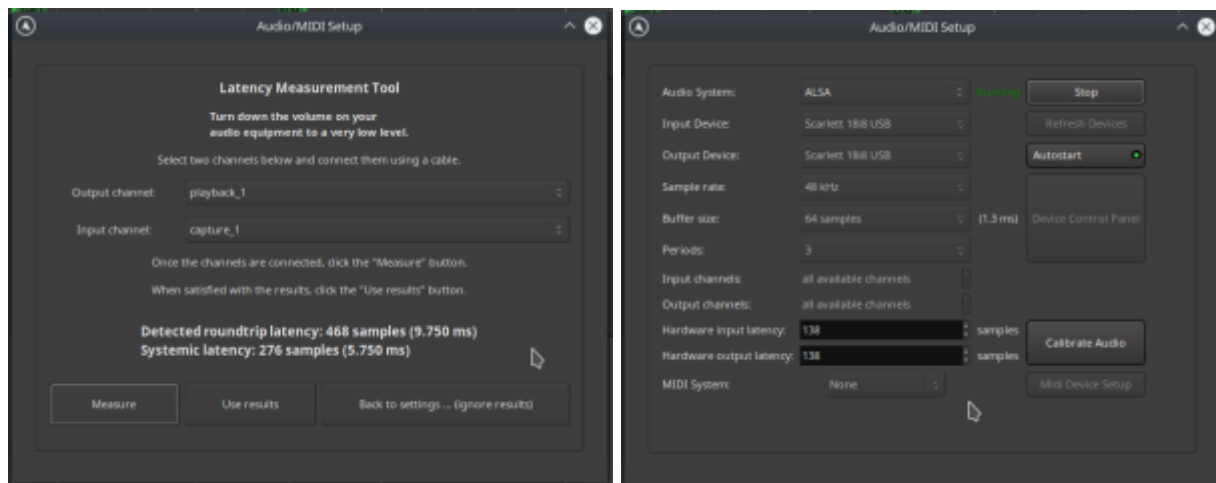 Audio/MIDI Setup
Latency Measurement Tool
Turn down the volume on your
audio equipment to a very low level.
Select two channels below and connect them using a cable.
Output channel: playback_1
Input channel: capture_1
Once the channels are connected, click the "Measure" button.
When satisfied with the results, click the "Use results" button.
Detected roundtrip latency: 468 samples (9.750 ms)
Systemic latency: 276 samples (5.750 ms)
Measure Use results Back to settings ... (ignore results)
Audio/MIDI Setup
Audio System: ALSA Running Stop
Input Device: Scarlett 18i8 USB Refresh Devices
Output Device: Scarlett 18i8 USB Autostart
Sample rate: 48 kHz
Buffer size: 64 samples (1.3 ms) Device Control Panel
Periods: 3
Input channels: all available channels
Output channels: all available channels
Hardware input latency: 138 samples
Calibrate Audio
Hardware output latency: 138 samples
MIDI System: None Midi Device Setup